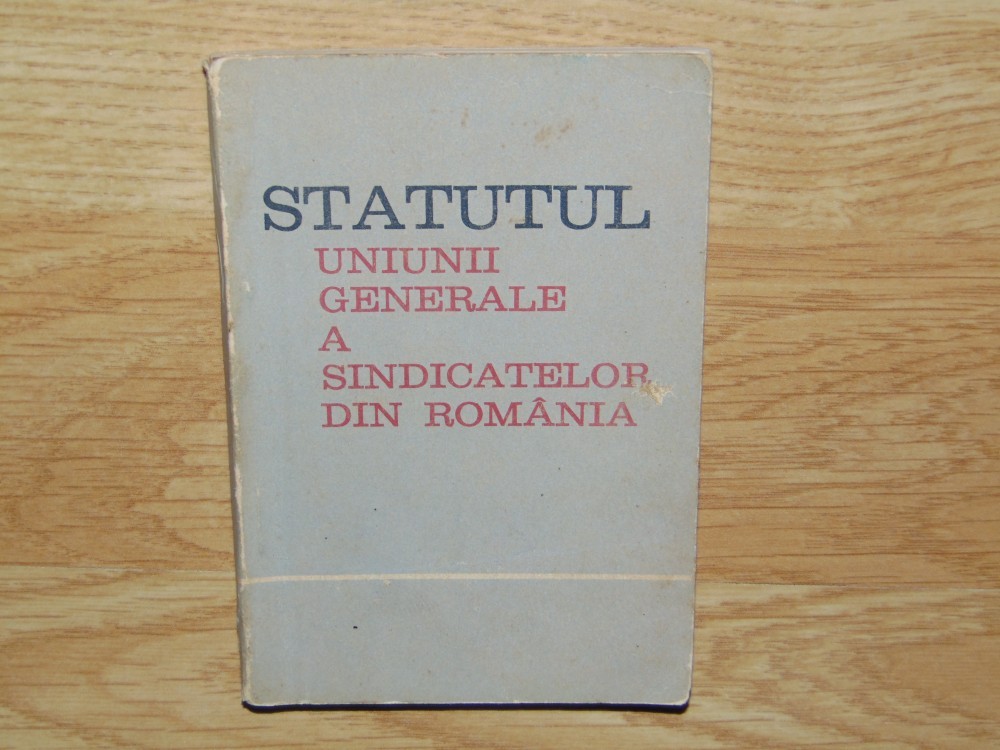 STATUTUL
UNIUNII
GENERALE
A
SINDICATELOR
DIN ROMÂNIA